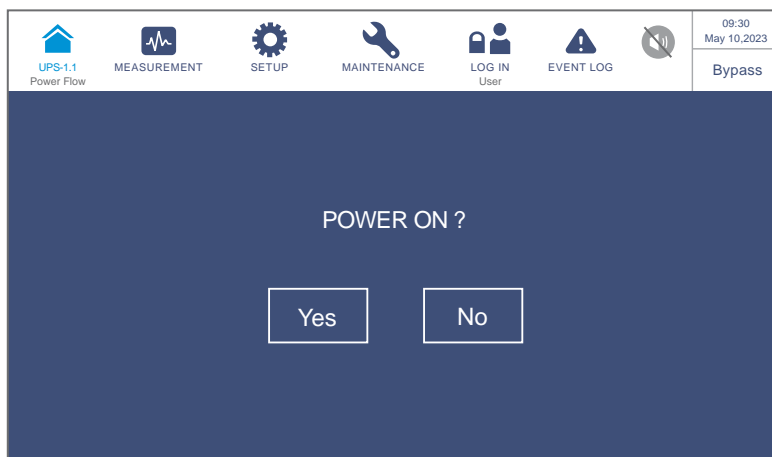 UPS-1.1
Power Flow
MEASUREMENT
SETUP
MAINTENANCE
LOG IN
User
EVENT LOG
09:30
May 10,2023
Bypass
POWER ON ?
Yes
No